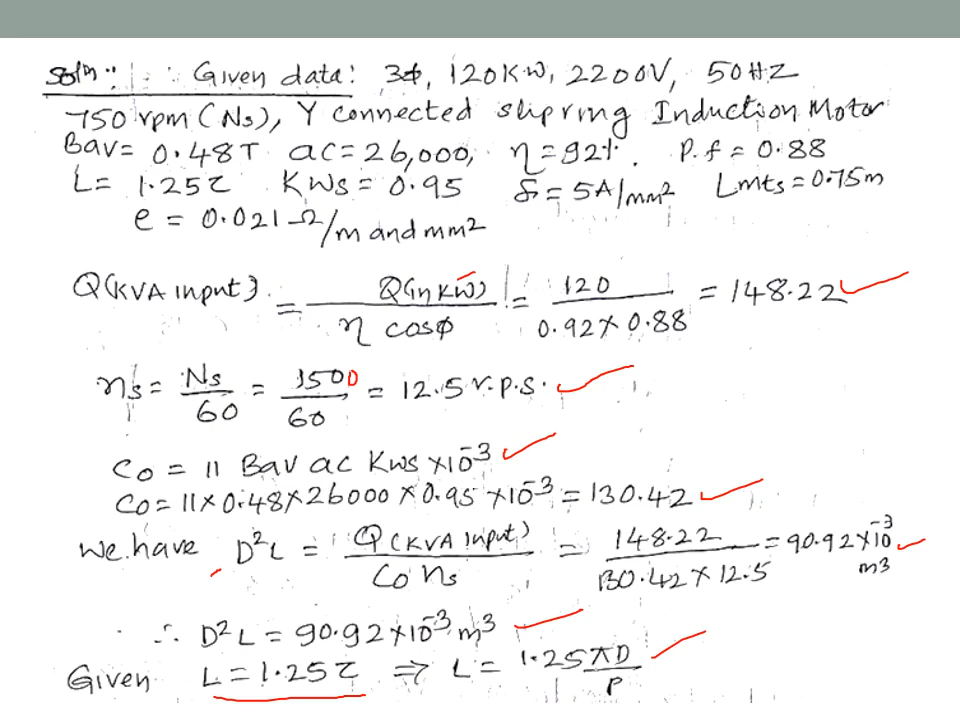 Soln:- Given data: 3ϕ, 120KW, 2200V, 50HZ
750 rpm (Ns), Y connected slipring Induction Motor
Bav = 0.48T ac = 26,000, η = 92%. P.f = 0.88
L = 1.25τ Kws = 0.95 δ = 5A/mm² Lmts = 0.75m
ρ = 0.021 Ω/m and mm²
Q(KVA input) = Q(in KW) / η cosϕ = 120 / 0.92 × 0.88 = 148.22
ns = Ns/60 = 750/60 = 12.5 r.p.s.
Co = 11 Bav ac Kws ×10⁻³
Co = 11×0.48×26000×0.95 ×10⁻³ = 130.42
We have D²L = Q(KVA input) / Co ns = 148.22 / 130.42 × 12.5 = 90.92×10⁻³ m3
∴ D²L = 90.92×10⁻³ m³
Given L = 1.25τ ⇒ L = 1.25πD/P